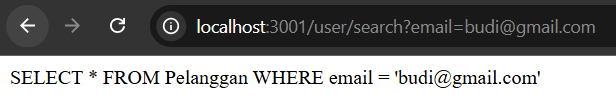 localhost:3001/user/search?email=budi@gmail.com
SELECT * FROM Pelanggan WHERE email = 'budi@gmail.com'